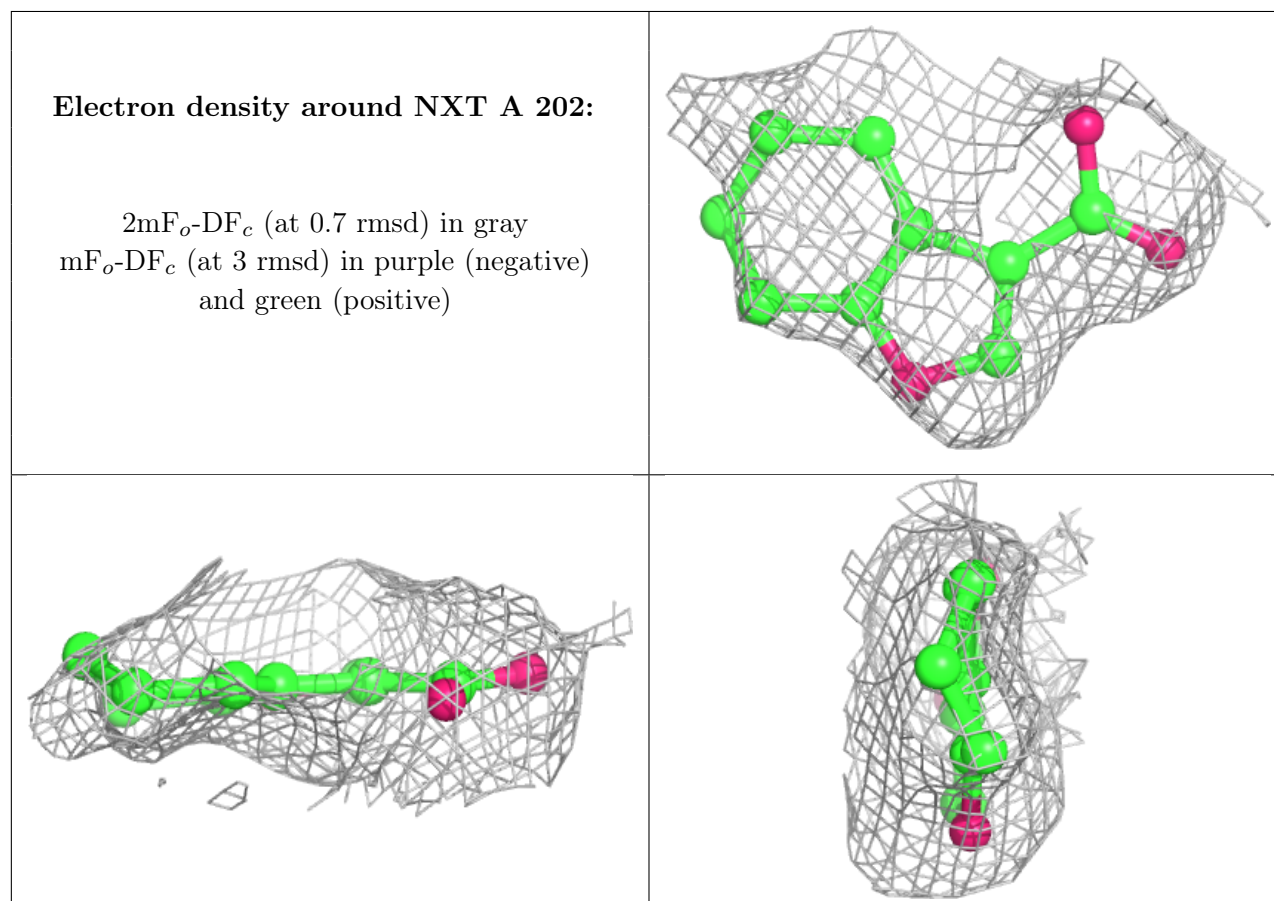 Electron density around NXT A 202:
2mFo-DFc (at 0.7 rmsd) in gray
mFo-DFc (at 3 rmsd) in purple (negative)
and green (positive)